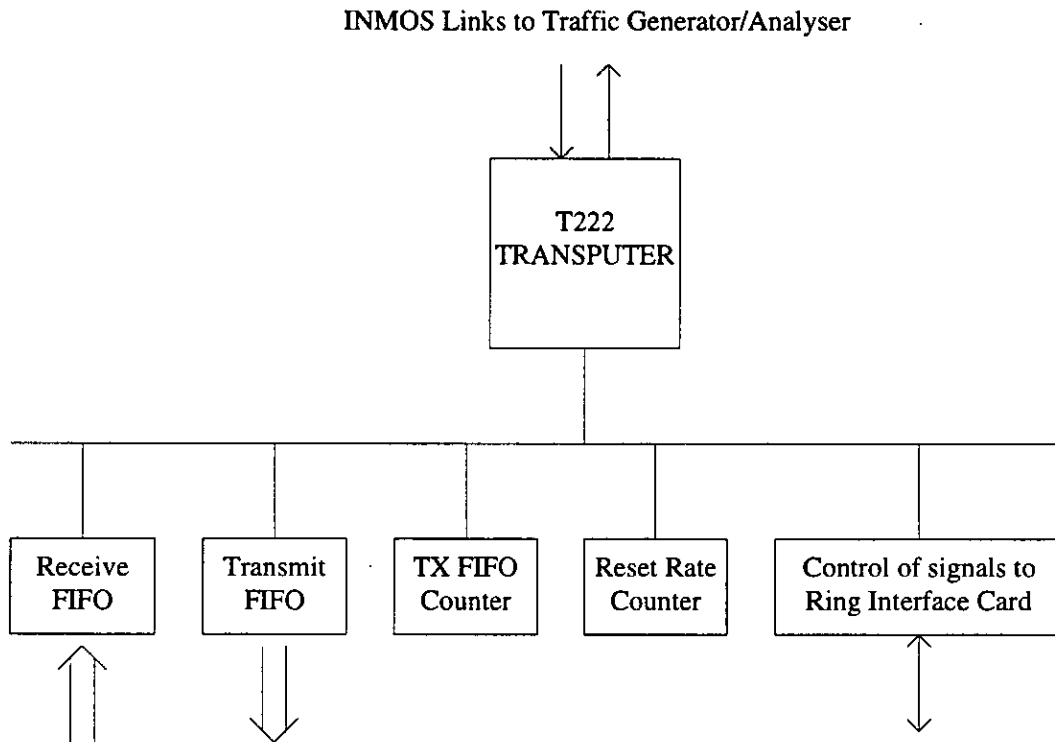 INMOS Links to Traffic Generator/Analyser
T222
TRANSPUTER
Receive
FIFO
Transmit
FIFO
TX FIFO
Counter
Reset Rate
Counter
Control of signals to
Ring Interface Card